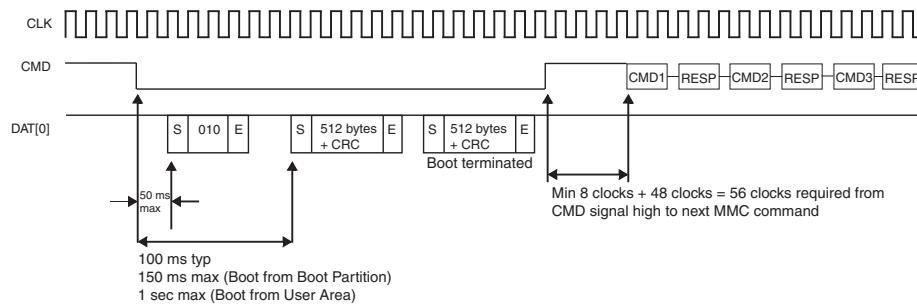 CLK
CMD
CMD1 RESP CMD2 RESP CMD3 RESP
DAT[0]
S 010 E S 512 bytes + CRC E S 512 bytes + CRC E
Boot terminated
50 ms
max
Min 8 clocks + 48 clocks = 56 clocks required from
CMD signal high to next MMC command
100 ms typ
150 ms max (Boot from Boot Partition)
1 sec max (Boot from User Area)